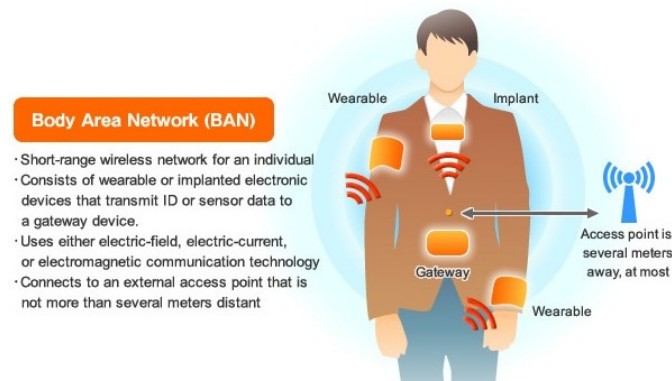 Body Area Network (BAN)
· Short-range wireless network for an individual
· Consists of wearable or implanted electronic
devices that transmit ID or sensor data to
a gateway device.
· Uses either electric-field, electric-current,
or electromagnetic communication technology
· Connects to an external access point that is
not more than several meters distant
Wearable
Implant
Access point is
several meters
away, at most
Gateway
Wearable